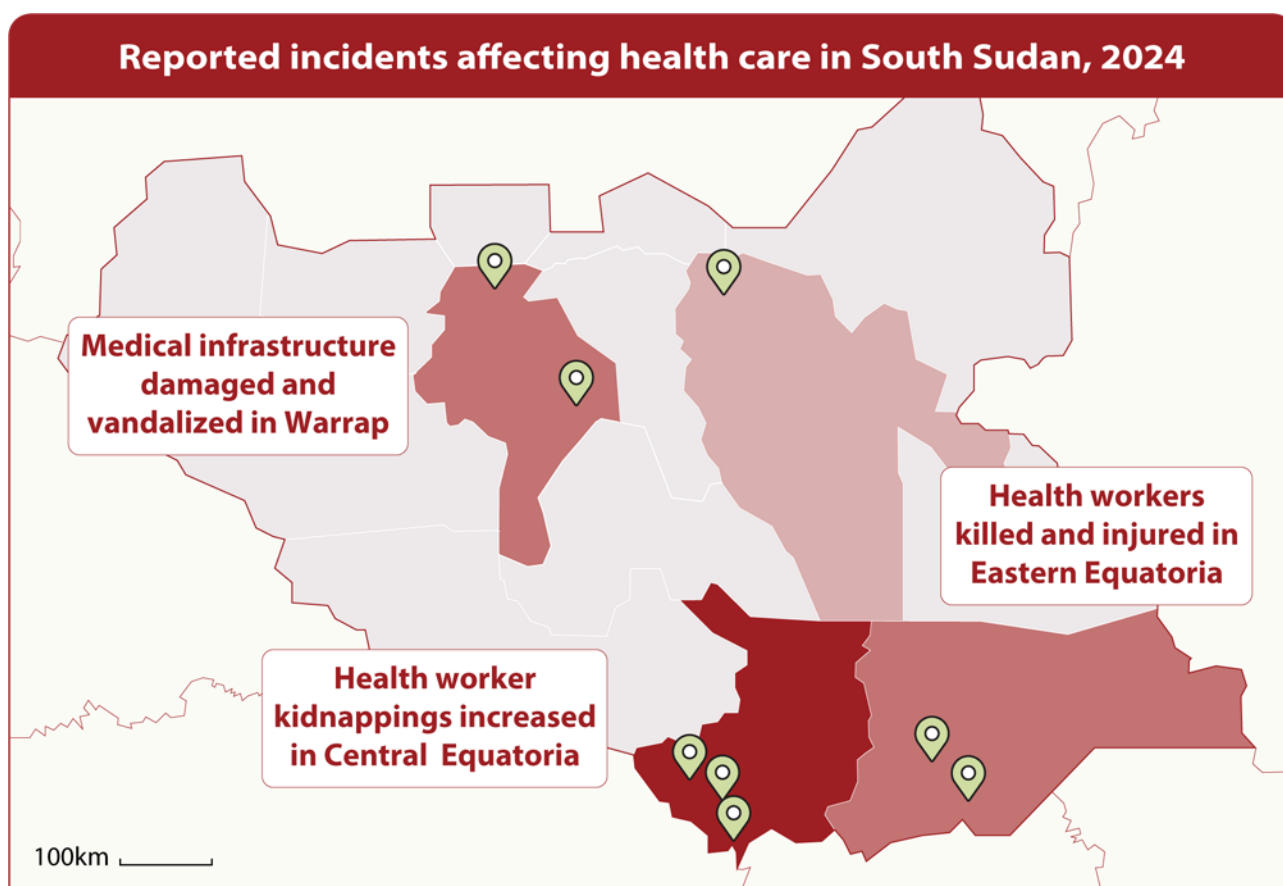 Reported incidents affecting health care in South Sudan, 2024
Medical infrastructure
damaged and
vandalized in Warrap
Health workers
killed and injured in
Eastern Equatoria
Health worker
kidnappings increased
in Central Equatoria
100km